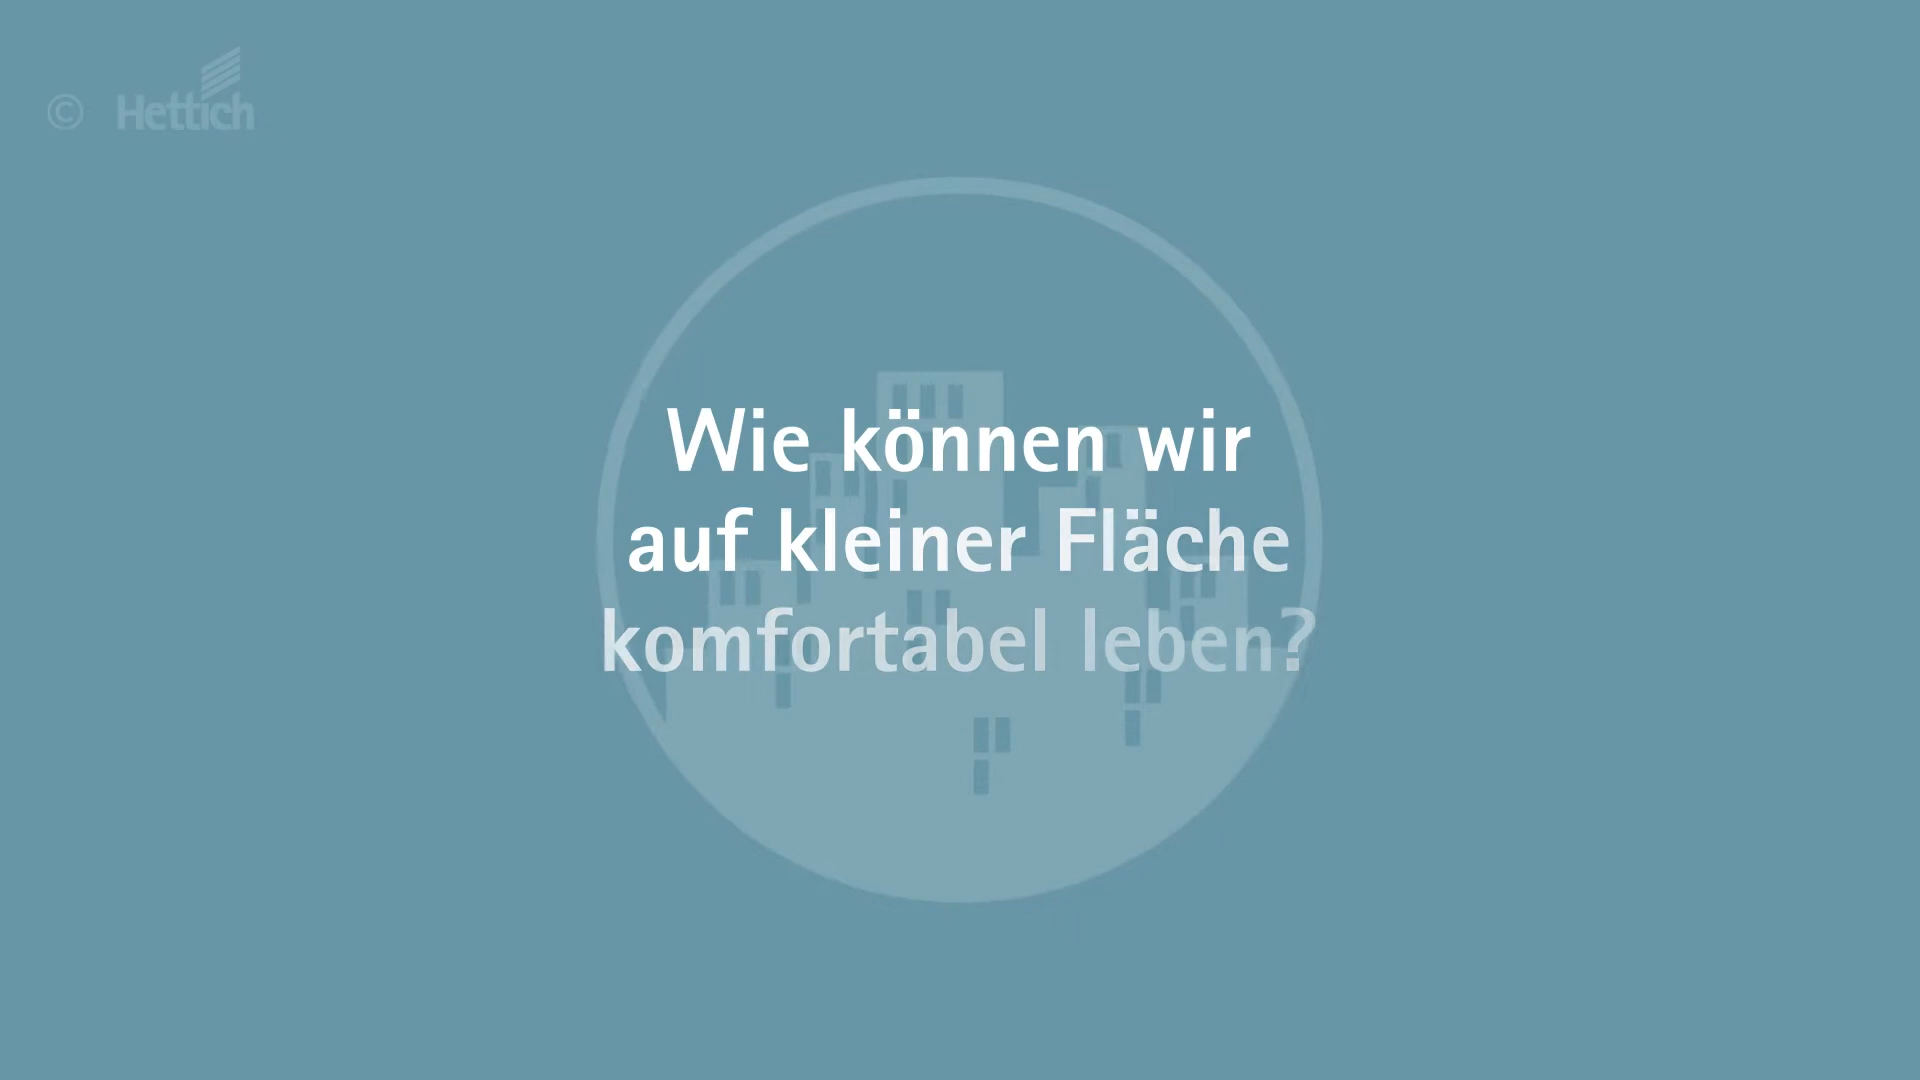 © Hettich
Wie können wir
auf kleiner Fläche
komfortabel leben?